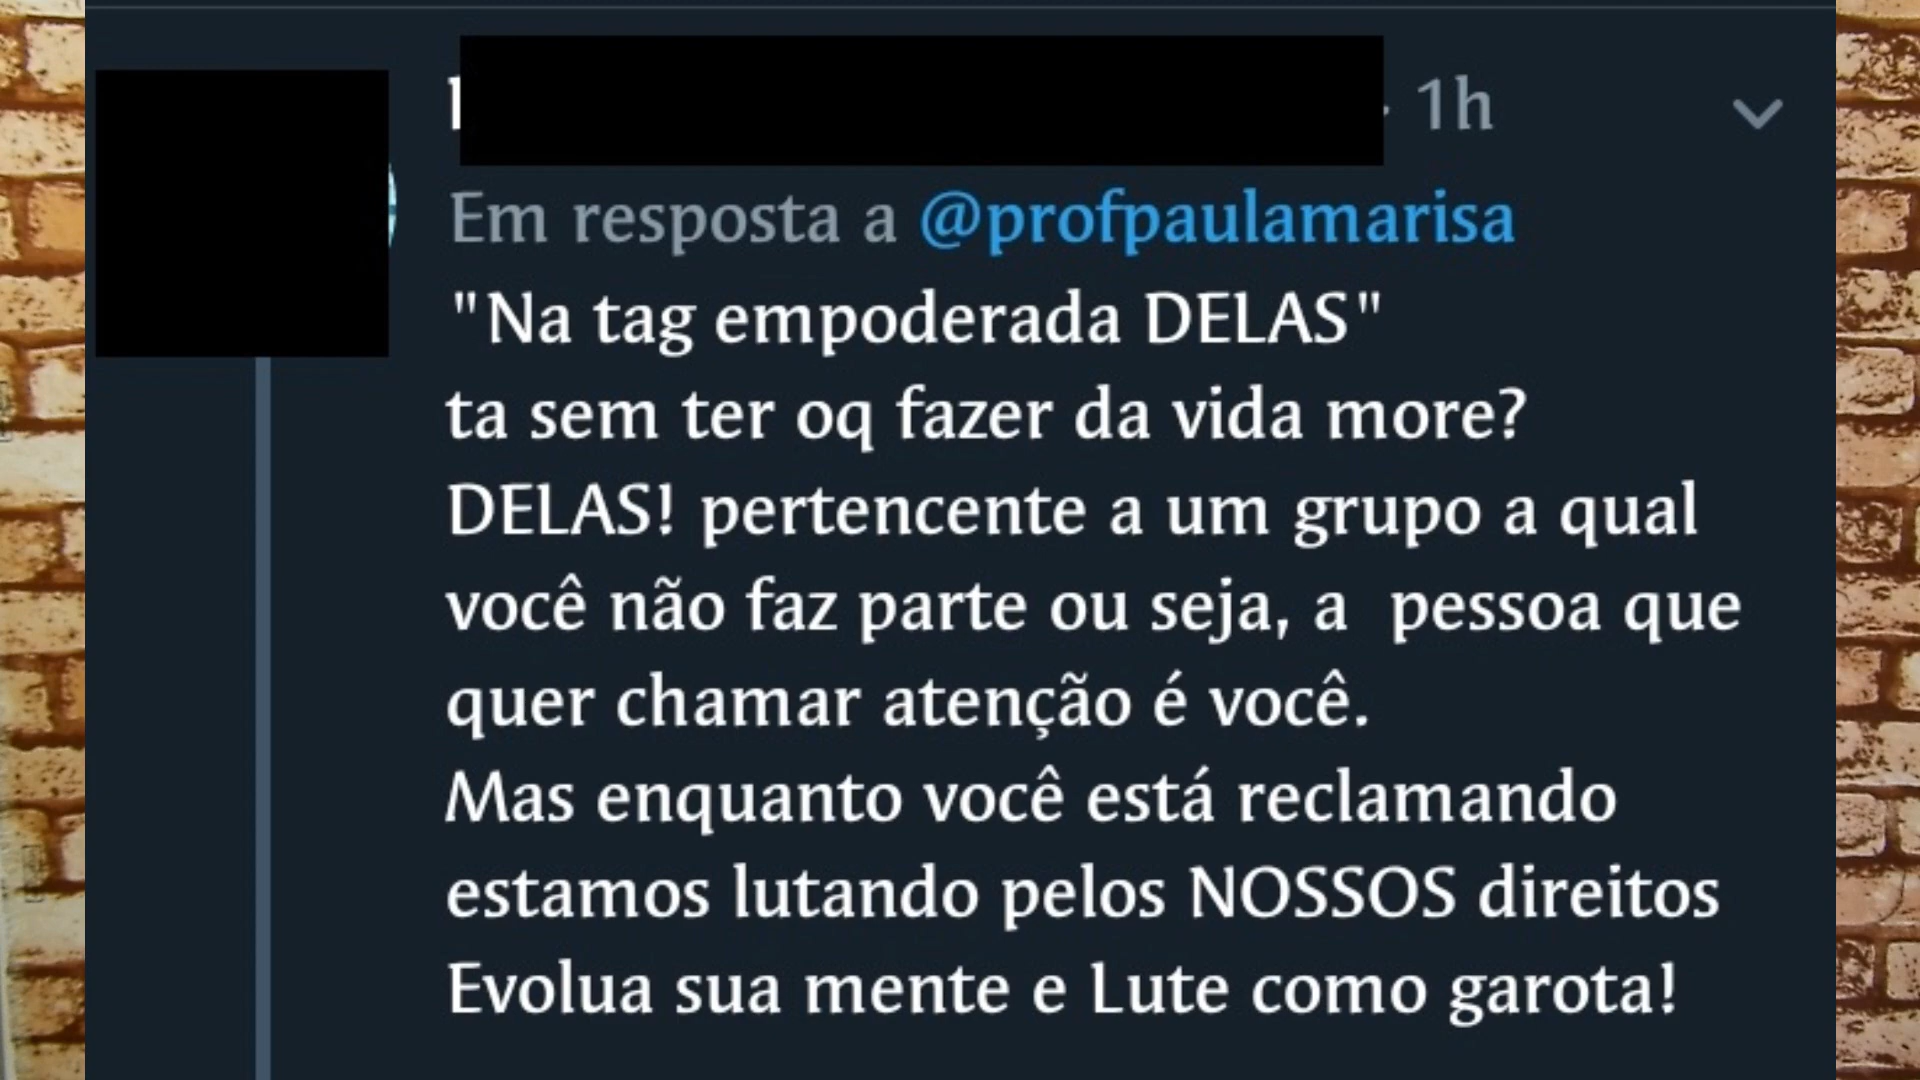 · 1h
Em resposta a @profpaulamarisa
"Na tag empoderada DELAS"
ta sem ter oq fazer da vida more?
DELAS! pertencente a um grupo a qual
você não faz parte ou seja, a  pessoa que
quer chamar atenção é você.
Mas enquanto você está reclamando
estamos lutando pelos NOSSOS direitos
Evolua sua mente e Lute como garota!